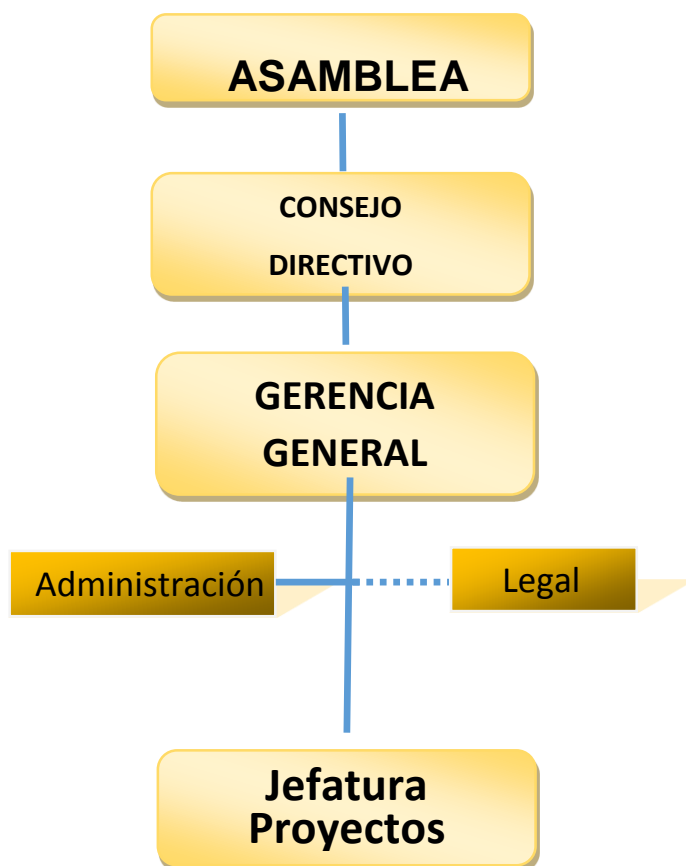 ASAMBLEA
CONSEJO
DIRECTIVO
GERENCIA
GENERAL
Administración
Legal
Jefatura
Proyectos